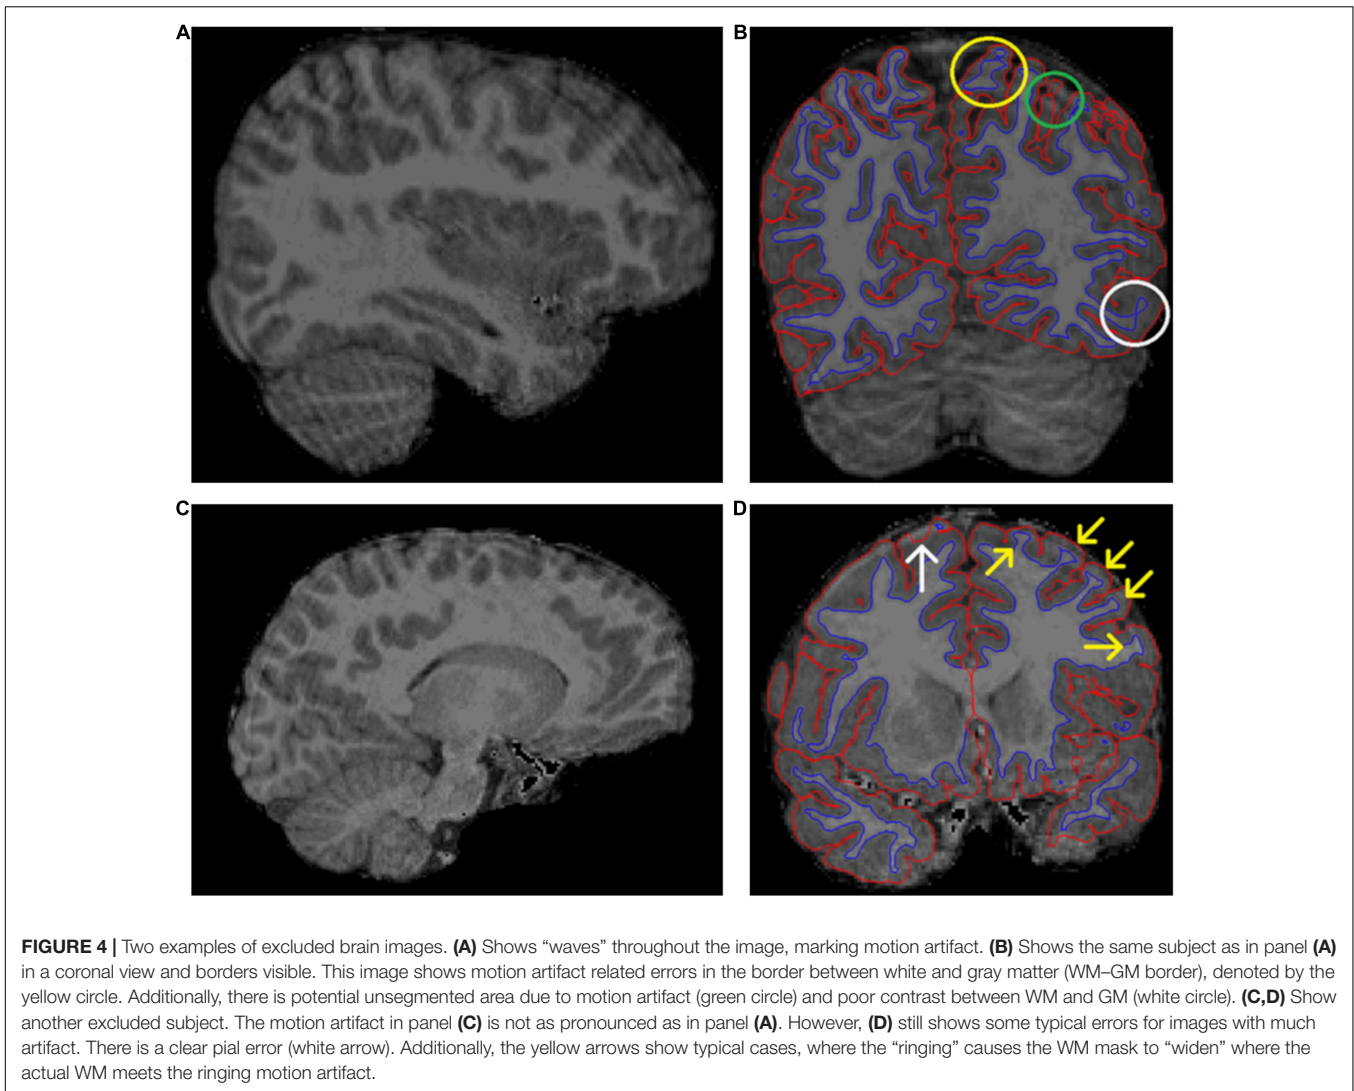 A
B
C
D
FIGURE 4 | Two examples of excluded brain images. (A) Shows “waves” throughout the image, marking motion artifact. (B) Shows the same subject as in panel (A)
in a coronal view and borders visible. This image shows motion artifact related errors in the border between white and gray matter (WM–GM border), denoted by the
yellow circle. Additionally, there is potential unsegmented area due to motion artifact (green circle) and poor contrast between WM and GM (white circle). (C,D) Show
another excluded subject. The motion artifact in panel (C) is not as pronounced as in panel (A). However, (D) still shows some typical errors for images with much
artifact. There is a clear pial error (white arrow). Additionally, the yellow arrows show typical cases, where the “ringing” causes the WM mask to “widen” where the
actual WM meets the ringing motion artifact.